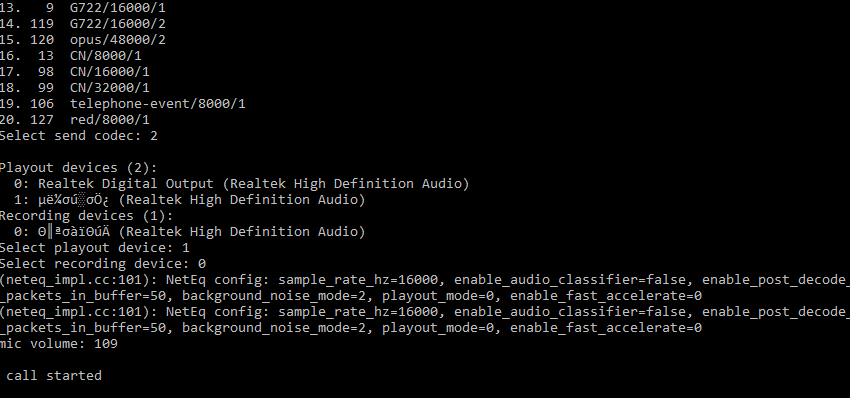 13.   9  G722/16000/1
14. 119  G722/16000/2
15. 120  opus/48000/2
16.  13  CN/8000/1
17.  98  CN/16000/1
18.  99  CN/32000/1
19. 106  telephone-event/8000/1
20. 127  red/8000/1
Select send codec: 2
Playout devices (2):
  0: Realtek Digital Output (Realtek High Definition Audio)
  1: (Realtek High Definition Audio)
Recording devices (1):
  0: (Realtek High Definition Audio)
Select playout device: 1
Select recording device: 0
(neteq_impl.cc:101): NetEq config: sample_rate_hz=16000, enable_audio_classifier=false, enable_post_decode_
_packets_in_buffer=50, background_noise_mode=2, playout_mode=0, enable_fast_accelerate=0
(neteq_impl.cc:101): NetEq config: sample_rate_hz=16000, enable_audio_classifier=false, enable_post_decode_
_packets_in_buffer=50, background_noise_mode=2, playout_mode=0, enable_fast_accelerate=0
mic volume: 109
call started